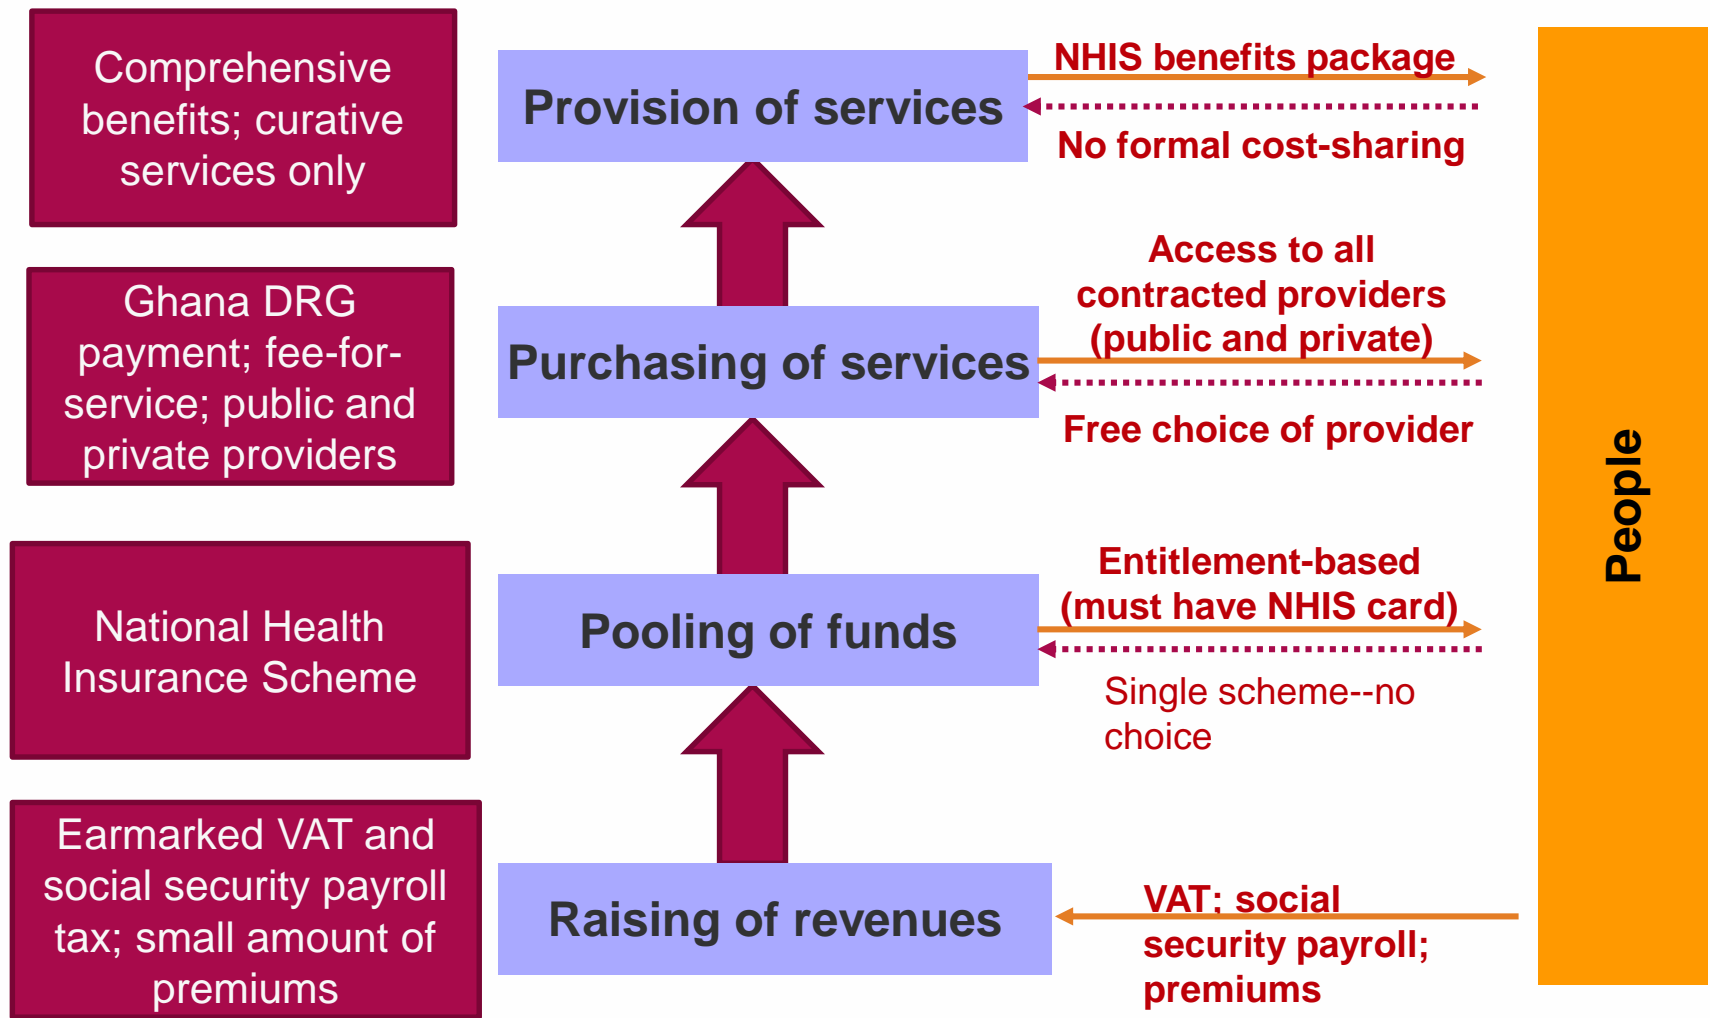 Comprehensive
benefits; curative
services only
Provision of services
NHIS benefits package
No formal cost-sharing
Ghana DRG
payment; fee-for-
service; public and
private providers
Purchasing of services
Access to all
contracted providers
(public and private)
Free choice of provider
National Health
Insurance Scheme
Pooling of funds
Entitlement-based
(must have NHIS card)
Single scheme--no
choice
Earmarked VAT and
social security payroll
tax; small amount of
premiums
Raising of revenues
VAT; social
security payroll;
premiums
People